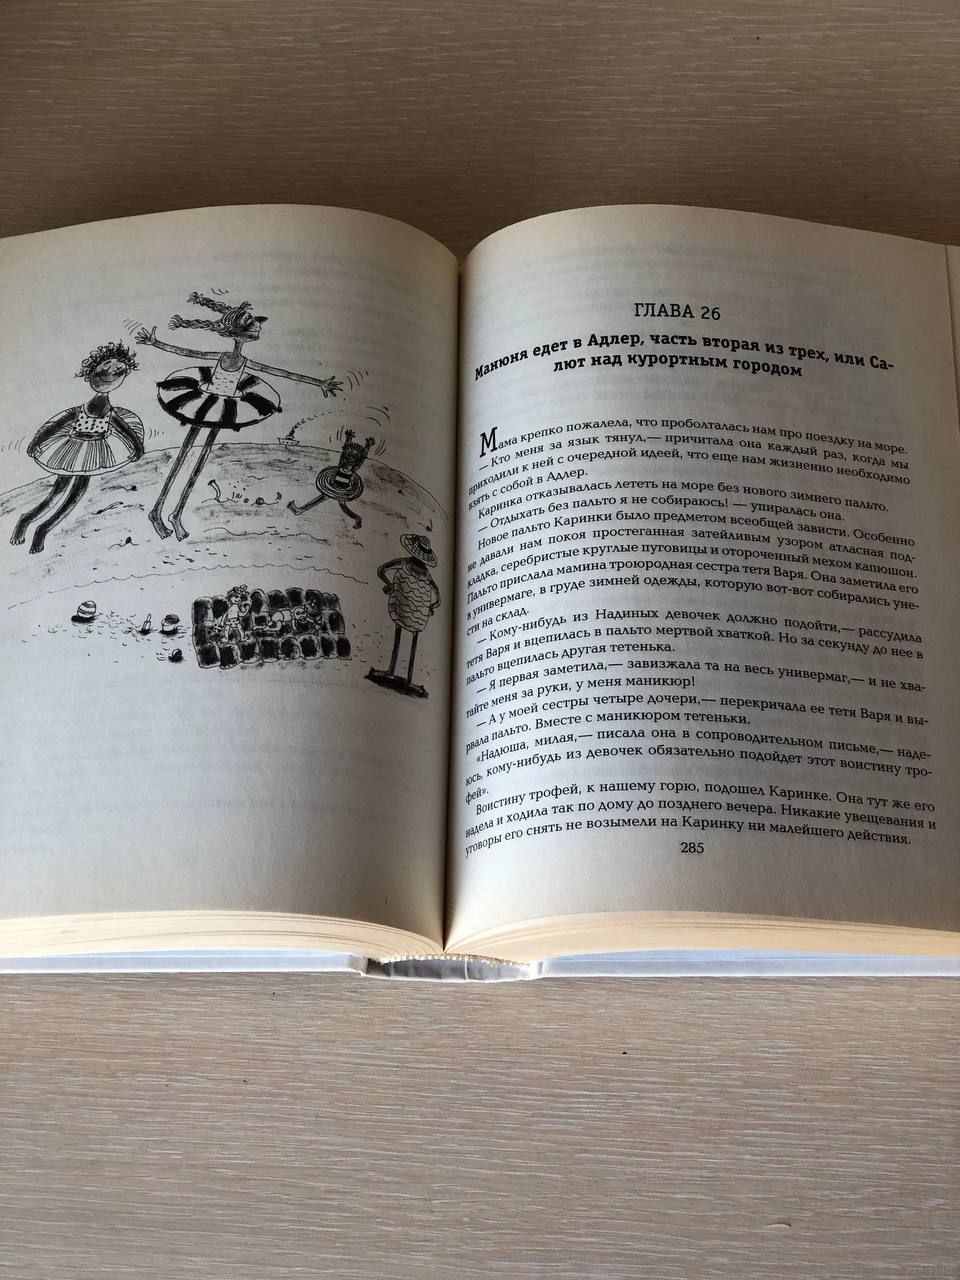 ГЛАВА 26
Манюня едет в Адлер, часть вторая из трех, или Са-
лют над курортным городом
Мама крепко пожалела, что проболталась нам про поездку на море.
— Кто меня за язык тянул,— причитала она каждый раз, когда мы
приходили к ней с очередной идеей, что еще нам жизненно необходимо
взять с собой в Адлер.
Каринка отказывалась лететь на море без нового зимнего пальто.
— Отдыхать без пальто я не собираюсь! — упиралась она.
Новое пальто Каринки было предметом всеобщей зависти. Особенно
не давали нам покоя простеганная затейливым узором атласная под-
кладка, серебристые круглые пуговицы и отороченный мехом капюшон.
Пальто прислала мамина троюродная сестра тетя Варя. Она заметила его
в универмаге, в груде зимней одежды, которую вот-вот собирались уне-
сти на склад.
— Кому-нибудь из Надиных девочек должно подойти,— рассудила
тетя Варя и вцепилась в пальто мертвой хваткой. Но за секунду до нее в
пальто вцепилась другая тетенька.
— Я первая заметила,— завизжала та на весь универмаг,— и не хва-
тайте меня за руки, у меня маникюр!
— А у моей сестры четыре дочери,— перекричала ее тетя Варя и вы-
рвала пальто. Вместе с маникюром тетеньки.
«Надюша, милая,— писала она в сопроводительном письме,— наде-
юсь, кому-нибудь из девочек обязательно подойдет этот воистину тро-
фей».
Воистину трофей, к нашему горю, подошел Каринке. Она тут же его
надела и ходила так по дому до позднего вечера. Никакие увещевания и
уговоры его снять не возымели на Каринку ни малейшего действия.
285